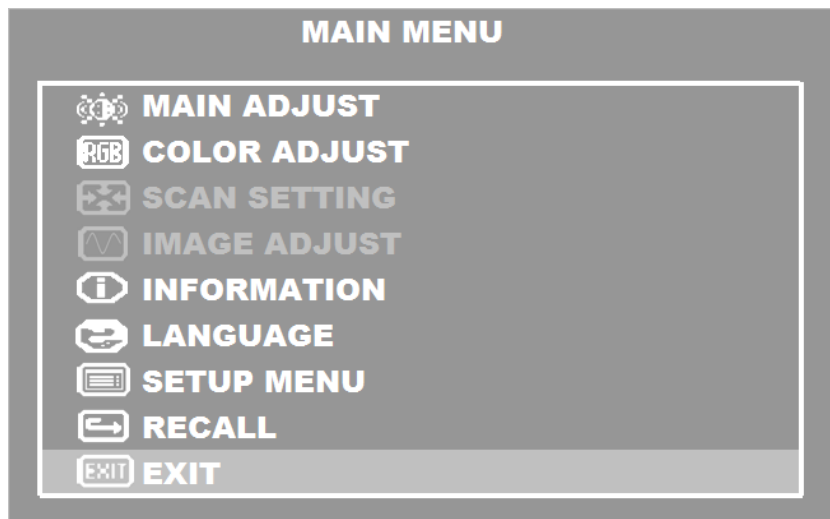 MAIN MENU
MAIN ADJUST
RGB COLOR ADJUST
SCAN SETTING
IMAGE ADJUST
i INFORMATION
LANGUAGE
SETUP MENU
RECALL
EXIT EXIT